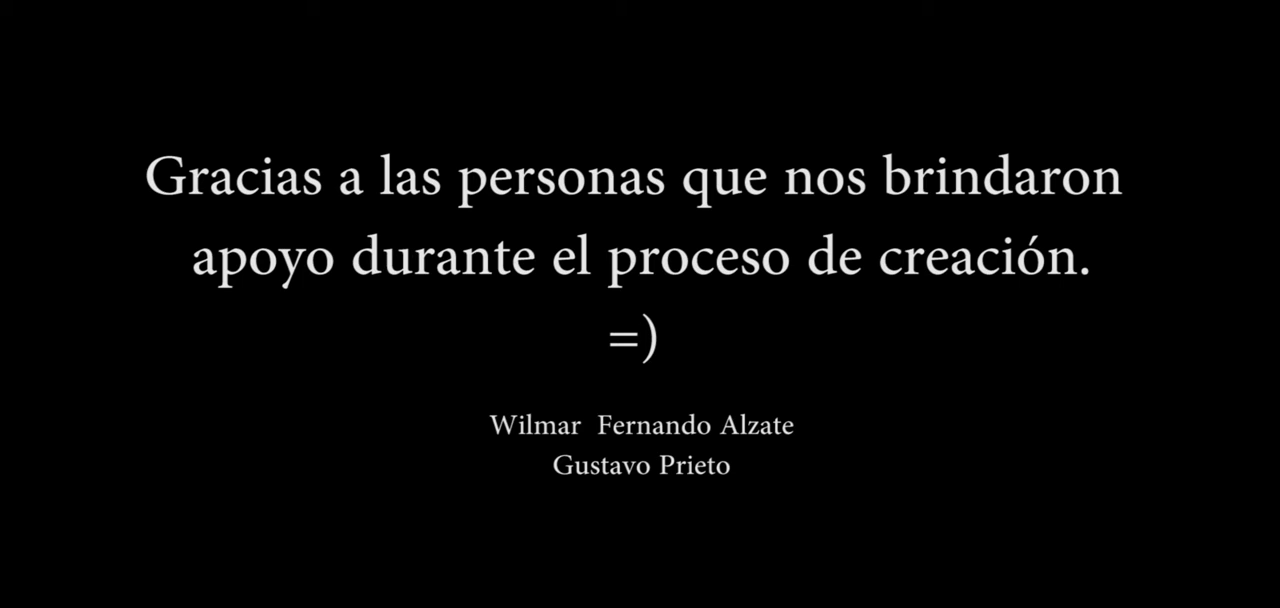 Gracias a las personas que nos brindaron
apoyo durante el proceso de creación.
=)
Wilmar  Fernando Alzate
Gustavo Prieto